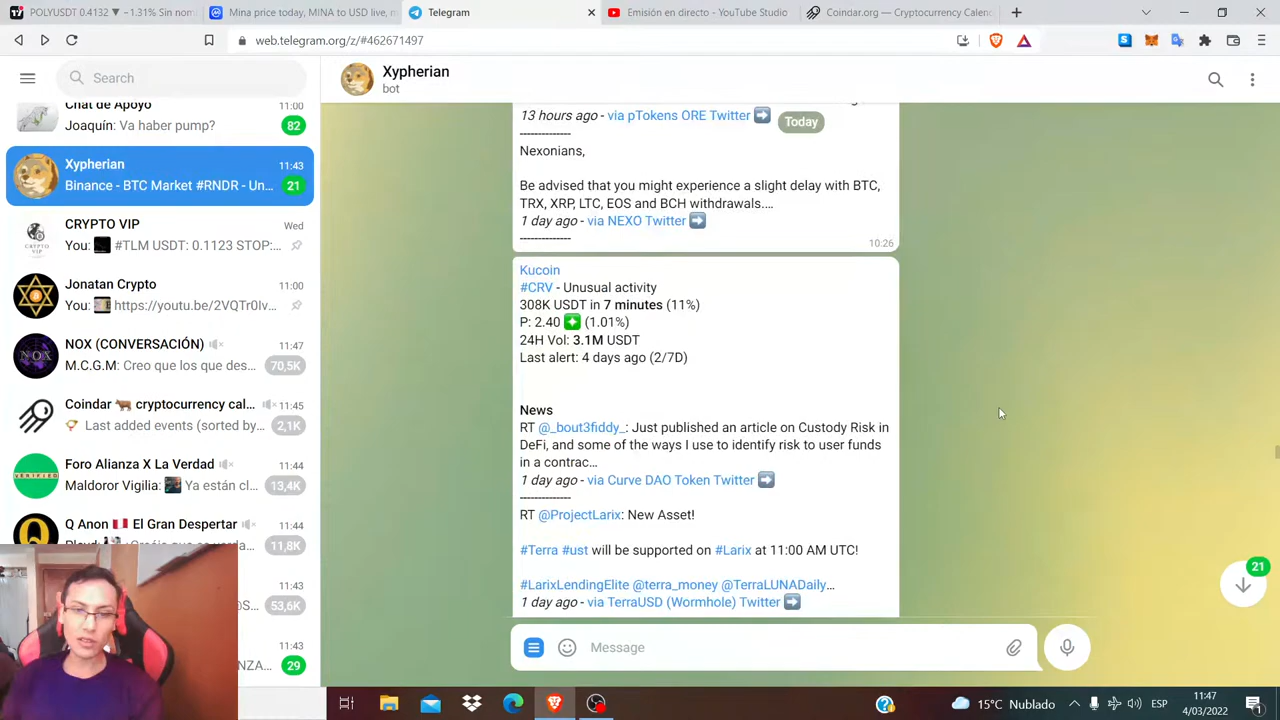 POLYUSDT 0.4132 ▼ −1.31% Sin nom
Mina price today, MINA to USD live, m
Telegram
Emisión en directo - YouTube Studio
Coindar.org — Cryptocurrency Calend
web.telegram.org/z/#462671497
Search
Chat de Apoyo
11:00
Joaquín: Va haber pump?
82
Xypherian
11:43
Binance - BTC Market #RNDR - Un...
21
CRYPTO VIP
Wed
You: #TLM USDT: 0.1123 STOP:...
Jonatan Crypto
11:00
You: https://youtu.be/2VQTr0Iv...
NOX (CONVERSACIÓN)
11:47
M.C.G.M: Creo que los que des...
70,5K
Coindar 🐂 cryptocurrency cal...
11:45
Last added events (sorted by...
2,1K
Foro Alianza X La Verdad
11:44
Maldoror Vigilia: Ya están cl...
13,4K
VERIFIED
Q Anon 🇵🇪 El Gran Despertar
11:44
11,8K
11:43
53,6K
11:43
29
Xypherian
bot
13 hours ago - via pTokens ORE Twitter ➡
Today
--------------
Nexonians,
Be advised that you might experience a slight delay with BTC,
TRX, XRP, LTC, EOS and BCH withdrawals....
1 day ago - via NEXO Twitter ➡
--------------
10:26
Kucoin
#CRV - Unusual activity
308K USDT in 7 minutes (11%)
P: 2.40 (1.01%)
24H Vol: 3.1M USDT
Last alert: 4 days ago (2/7D)
News
RT @_bout3fiddy_: Just published an article on Custody Risk in
DeFi, and some of the ways I use to identify risk to user funds
in a contrac...
1 day ago - via Curve DAO Token Twitter ➡
--------------
RT @ProjectLarix: New Asset!
#Terra #ust will be supported on #Larix at 11:00 AM UTC!
#LarixLendingElite @terra_money @TerraLUNADaily...
1 day ago - via TerraUSD (Wormhole) Twitter ➡
21
Message
15°C Nublado
ESP
11:47
4/03/2022